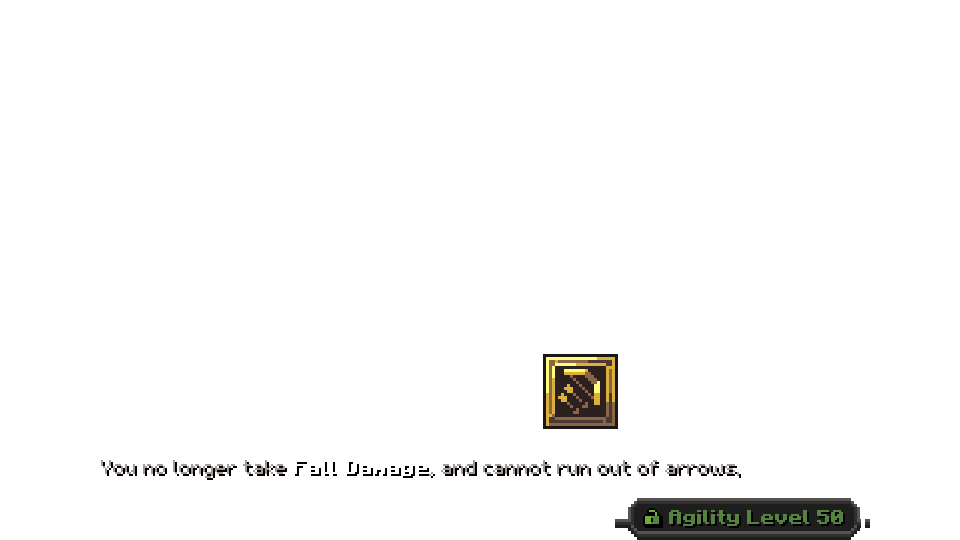 You no longer take Fall Damage, and cannot run out of arrows.
Agility Level 50